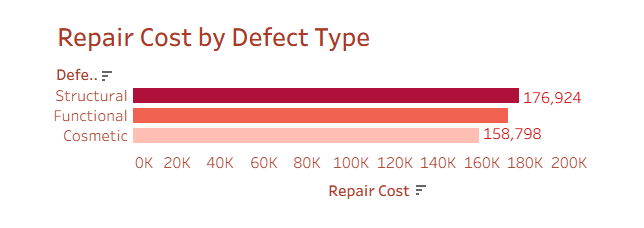 Repair Cost by Defect Type
Defe..
Structural 176,924
Functional
Cosmetic 158,798
0K 20K 40K 60K 80K 100K 120K 140K 160K 180K 200K
Repair Cost